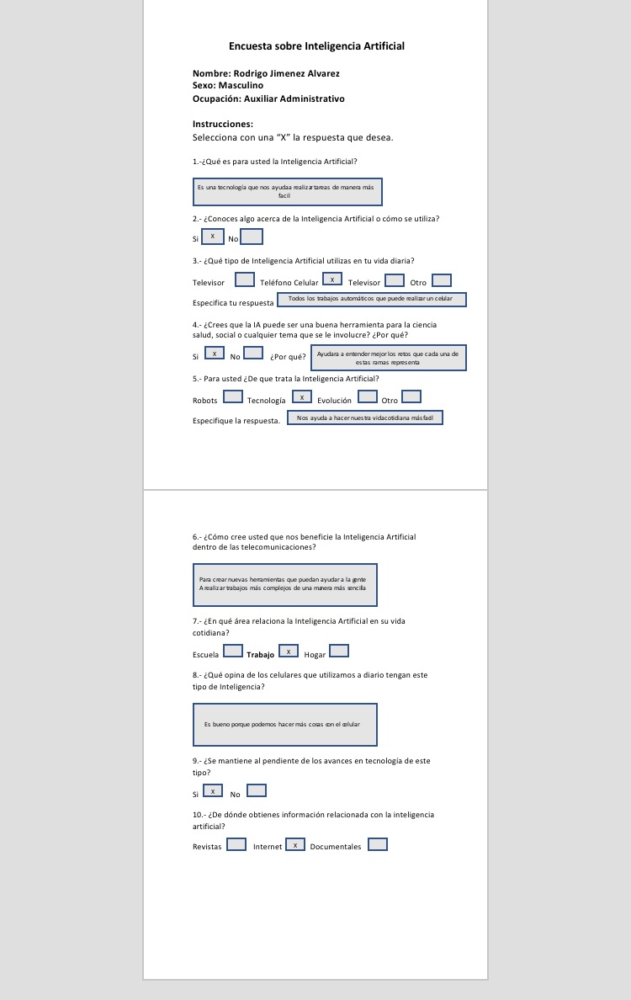 Encuesta sobre Inteligencia Artificial
Nombre: Rodrigo Jimenez Alvarez
Sexo: Masculino
Ocupación: Auxiliar Administrativo
Instrucciones:
Selecciona con una “X” la respuesta que desea.
1.-¿Qué es para usted la Inteligencia Artificial?
Es una tecnología que nos ayudaa realizar tareas de manera más
facil
2.- ¿Conoces algo acerca de la Inteligencia Artificial o cómo se utiliza?
Si x No
3.- ¿Qué tipo de Inteligencia Artificial utilizas en tu vida diaria?
Televisor Teléfono Celular x Televisor Otro
Especifica tu respuesta Todos los trabajos automáticos que puede realizar un celular
4.- ¿Crees que la IA puede ser una buena herramienta para la ciencia
salud, social o cualquier tema que se le involucre? ¿Por qué?
Si x No ¿Por qué? Ayudara a entender mejor los retos que cada una de
estas ramas representa
5.- Para usted ¿De que trata la Inteligencia Artificial?
Robots Tecnología x Evolución Otro
Especifique la respuesta. Nos ayuda a hacer nuestra vida cotidiana más facil
6.- ¿Cómo cree usted que nos beneficie la Inteligencia Artificial
dentro de las telecomunicaciones?
Para crear nuevas herramientas que puedan ayudar a la gente
A realizar trabajos más complejos de una manera más sencilla
7.- ¿En qué área relaciona la Inteligencia Artificial en su vida
cotidiana?
Escuela Trabajo x Hogar
8.- ¿Qué opina de los celulares que utilizamos a diario tengan este
tipo de Inteligencia?
Es bueno porque podemos hacer más cosas con el celular
9.- ¿Se mantiene al pendiente de los avances en tecnología de este
tipo?
Si x No
10.- ¿De dónde obtienes información relacionada con la inteligencia
artificial?
Revistas Internet x Documentales